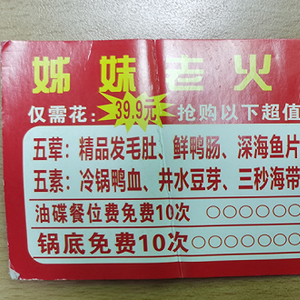 姊妹老火
仅需花：39.9元 抢购以下超值
五荤：精品发毛肚、鲜鸭肠、深海鱼片
五素：冷锅鸭血、井水豆芽、三秒海带
油碟餐位费免费10次 ○○○○○○
锅底免费10次 ○○○○○○